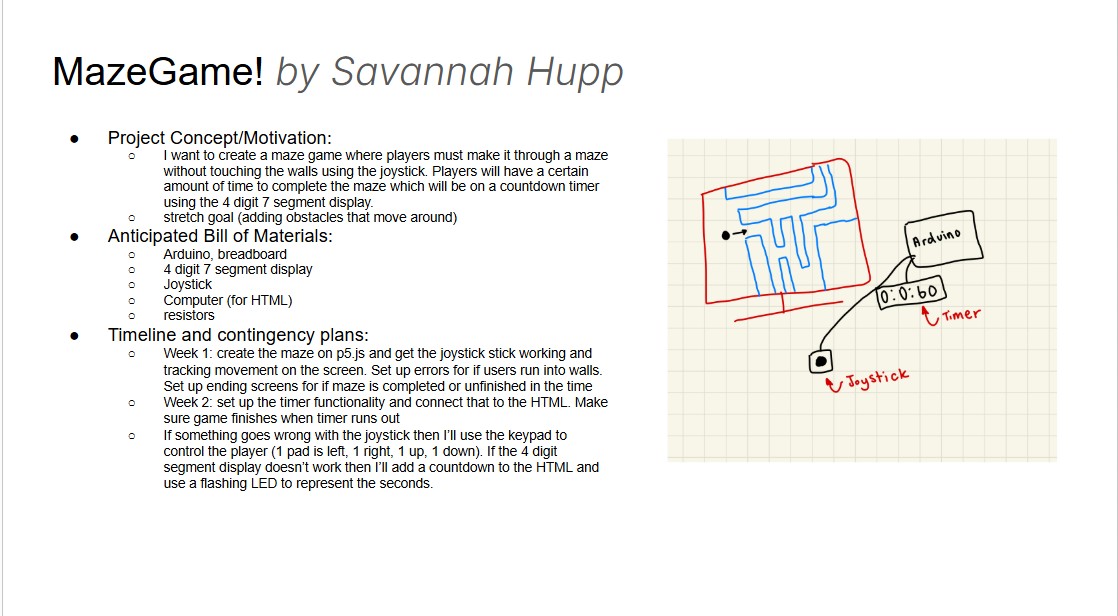 MazeGame! by Savannah Hupp
● Project Concept/Motivation:
○ I want to create a maze game where players must make it through a maze
without touching the walls using the joystick. Players will have a certain
amount of time to complete the maze which will be on a countdown timer
using the 4 digit 7 segment display.
○ stretch goal (adding obstacles that move around)
● Anticipated Bill of Materials:
○ Arduino, breadboard
○ 4 digit 7 segment display
○ Joystick
○ Computer (for HTML)
○ resistors
● Timeline and contingency plans:
○ Week 1: create the maze on p5.js and get the joystick stick working and
tracking movement on the screen. Set up errors for if users run into walls.
Set up ending screens for if maze is completed or unfinished in the time
○ Week 2: set up the timer functionality and connect that to the HTML. Make
sure game finishes when timer runs out
○ If something goes wrong with the joystick then I'll use the keypad to
control the player (1 pad is left, 1 right, 1 up, 1 down). If the 4 digit
segment display doesn't work then I'll add a countdown to the HTML and
use a flashing LED to represent the seconds.
Arduino
0:0:60
Timer
Joystick